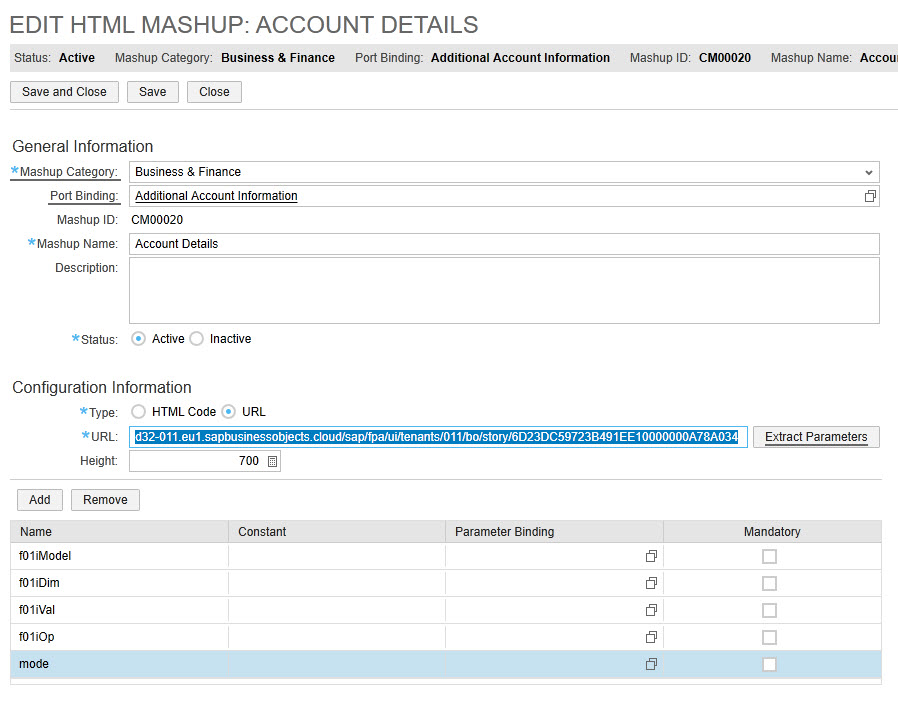 EDIT HTML MASHUP: ACCOUNT DETAILS
Status: Active Mashup Category: Business & Finance Port Binding: Additional Account Information Mashup ID: CM00020 Mashup Name: Accou
Save and Close Save Close
General Information
*Mashup Category: Business & Finance
Port Binding: Additional Account Information
Mashup ID: CM00020
*Mashup Name: Account Details
Description:
*Status: Active Inactive
Configuration Information
*Type: HTML Code URL
*URL: d32-011.eu1.sapbusinessobjects.cloud/sap/fpa/ui/tenants/011/bo/story/6D23DC59723B491EE10000000A78A034 Extract Parameters
Height: 700
Add Remove
Name Constant Parameter Binding Mandatory
f01iModel
f01iDim
f01iVal
f01iOp
mode